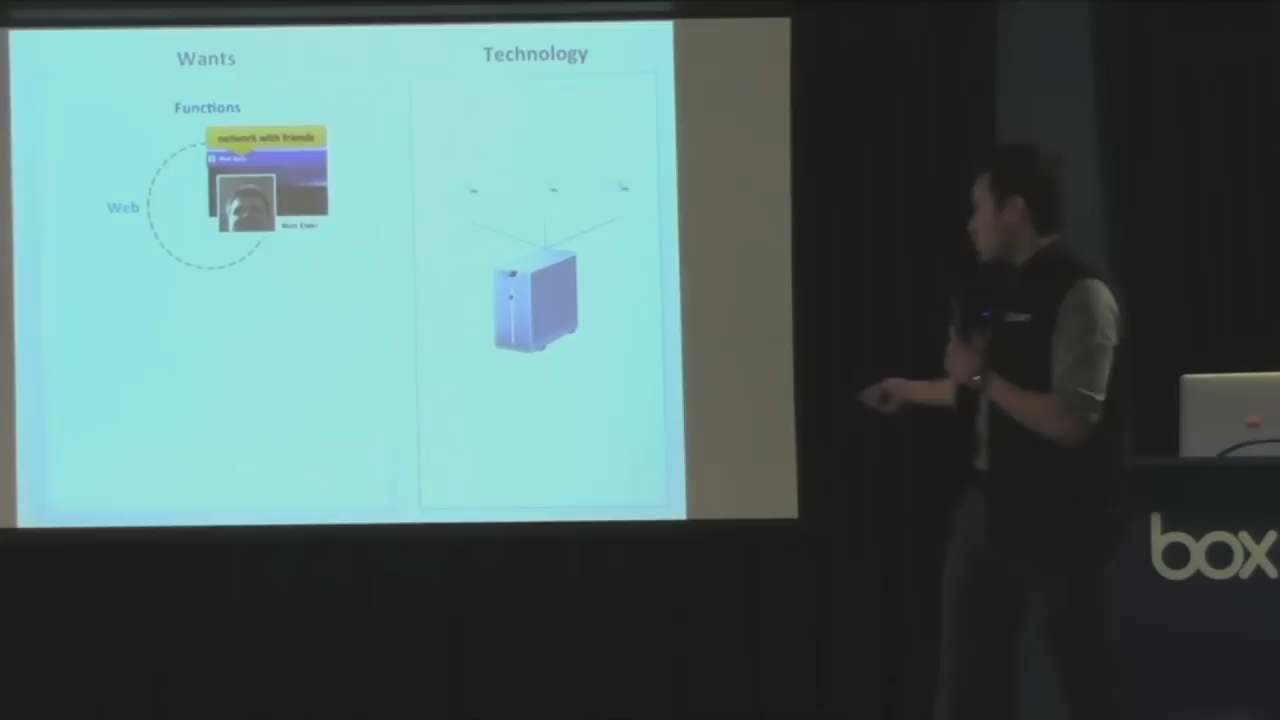 Wants
Technology
Functions
network with friends
Web
box